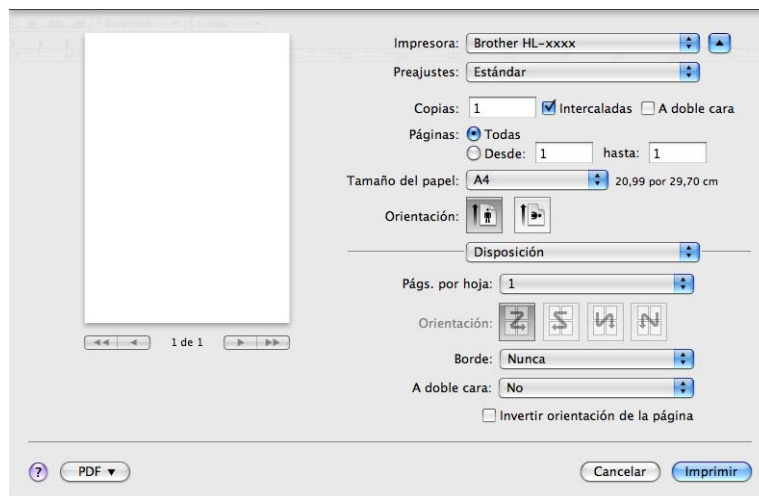 Impresora: Brother HL-xxxx
Preajustes: Estándar
Copias: 1 Intercaladas A doble cara
Páginas: Todas
Desde: 1 hasta: 1
Tamaño del papel: A4 20,99 por 29,70 cm
Orientación:
Disposición
Págs. por hoja: 1
Orientación:
1 de 1
Borde: Nunca
A doble cara: No
Invertir orientación de la página
? PDF Cancelar Imprimir